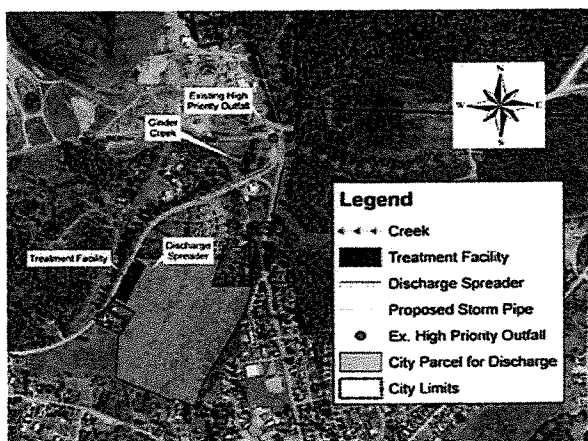 Existing High
Priority Outfall
Ginder
Creek
Treatment Facility
Discharge
Spreader
N
W
E
S
Legend
Creek
Treatment Facility
Discharge Spreader
Proposed Storm Pipe
Ex. High Priority Outfall
City Parcel for Discharge
City Limits